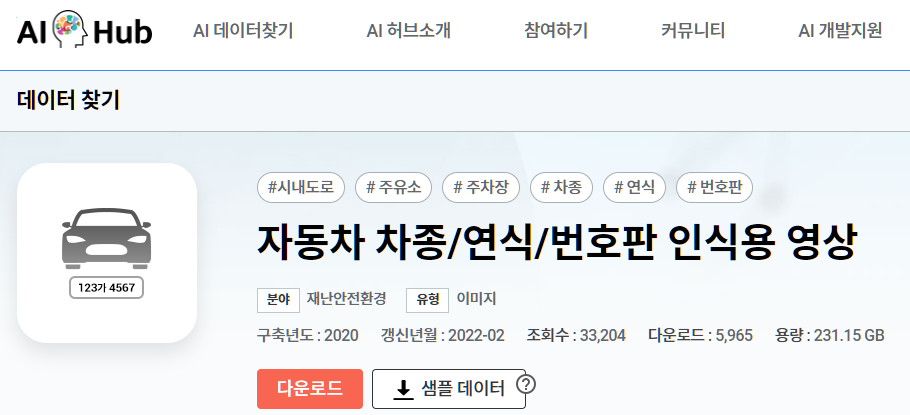 AI Hub AI 데이터찾기 AI 허브소개 참여하기 커뮤니티 AI 개발지원
데이터 찾기
#시내도로 # 주유소 # 주차장 # 차종 # 연식 # 번호판
자동차 차종/연식/번호판 인식용 영상
123가 4567
분야 재난안전환경 유형 이미지
구축년도 : 2020 갱신년월 : 2022-02 조회수 : 33,204 다운로드 : 5,965 용량 : 231.15 GB
다운로드 샘플 데이터 ?